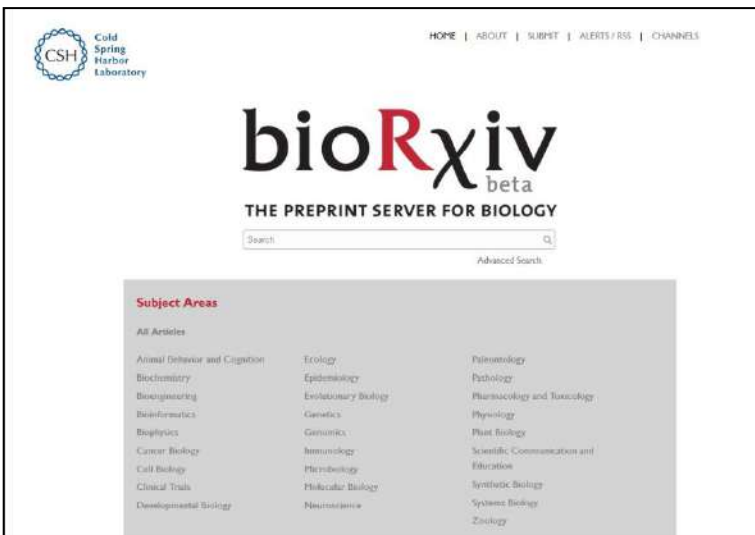 Cold
Spring
Harbor
Laboratory
CSH
HOME | ABOUT | SUBMIT | ALERTS / RSS | CHANNELS
bioRχiv
beta
THE PREPRINT SERVER FOR BIOLOGY
Search
Advanced Search
Subject Areas
All Articles
Animal Behavior and Cognition
Biochemistry
Bioengineering
Bioinformatics
Biophysics
Cancer Biology
Cell Biology
Clinical Trials
Developmental Biology
Ecology
Epidemiology
Evolutionary Biology
Genetics
Genomics
Immunology
Microbiology
Molecular Biology
Neuroscience
Paleontology
Pathology
Pharmacology and Toxicology
Physiology
Plant Biology
Scientific Communication and
Education
Synthetic Biology
Systems Biology
Zoology